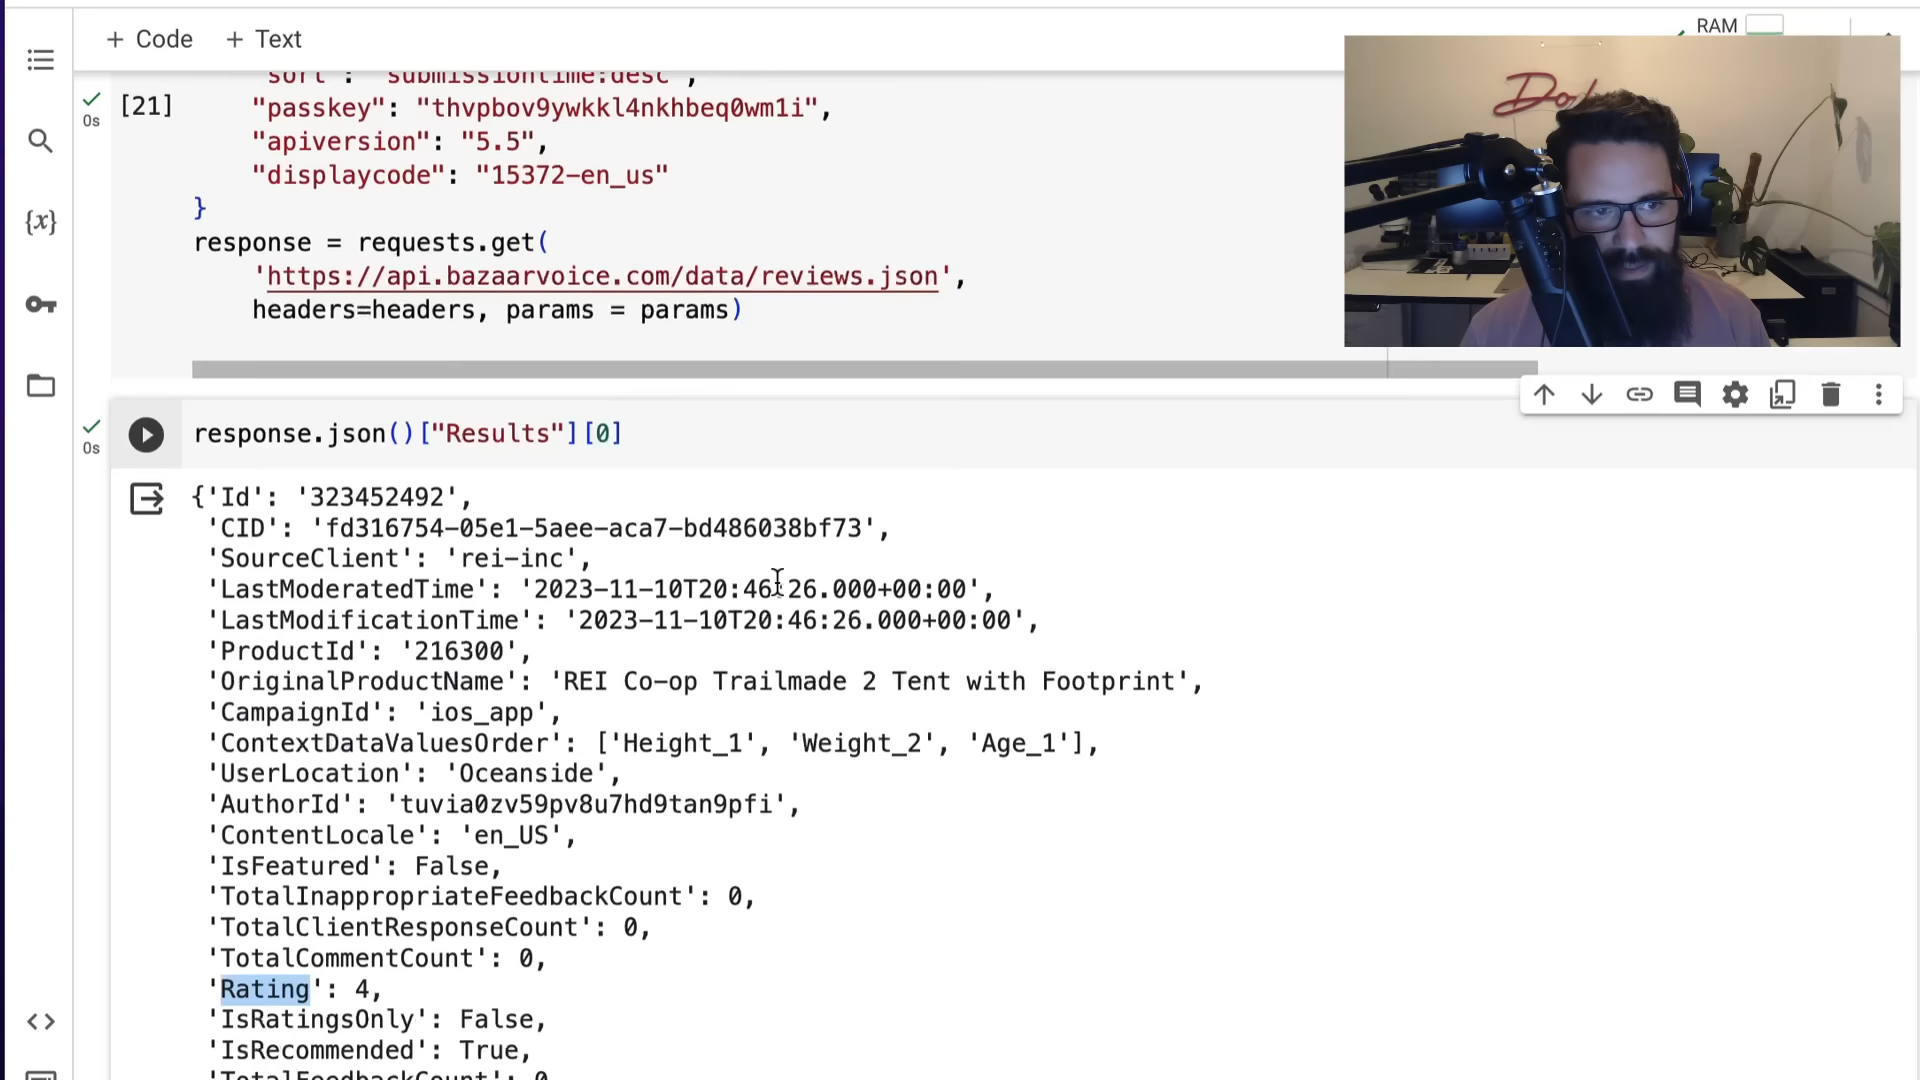 + Code + Text
RAM
"sort": "submissiontime:desc",
0s
[21]
"passkey": "thvpbov9ywkkl4nkhbeq0wm1i",
"apiversion": "5.5",
"displaycode": "15372-en_us"
}
response = requests.get(
'https://api.bazaarvoice.com/data/reviews.json',
headers=headers, params = params)
0s
response.json()["Results"][0]
{'Id': '323452492',
'CID': 'fd316754-05e1-5aee-aca7-bd486038bf73',
'SourceClient': 'rei-inc',
'LastModeratedTime': '2023-11-10T20:46:26.000+00:00',
'LastModificationTime': '2023-11-10T20:46:26.000+00:00',
'ProductId': '216300',
'OriginalProductName': 'REI Co-op Trailmade 2 Tent with Footprint',
'CampaignId': 'ios_app',
'ContextDataValuesOrder': ['Height_1', 'Weight_2', 'Age_1'],
'UserLocation': 'Oceanside',
'AuthorId': 'tuvia0zv59pv8u7hd9tan9pfi',
'ContentLocale': 'en_US',
'IsFeatured': False,
'TotalInappropriateFeedbackCount': 0,
'TotalClientResponseCount': 0,
'TotalCommentCount': 0,
'Rating': 4,
'IsRatingsOnly': False,
'IsRecommended': True,
'TotalFeedbackCount': 0